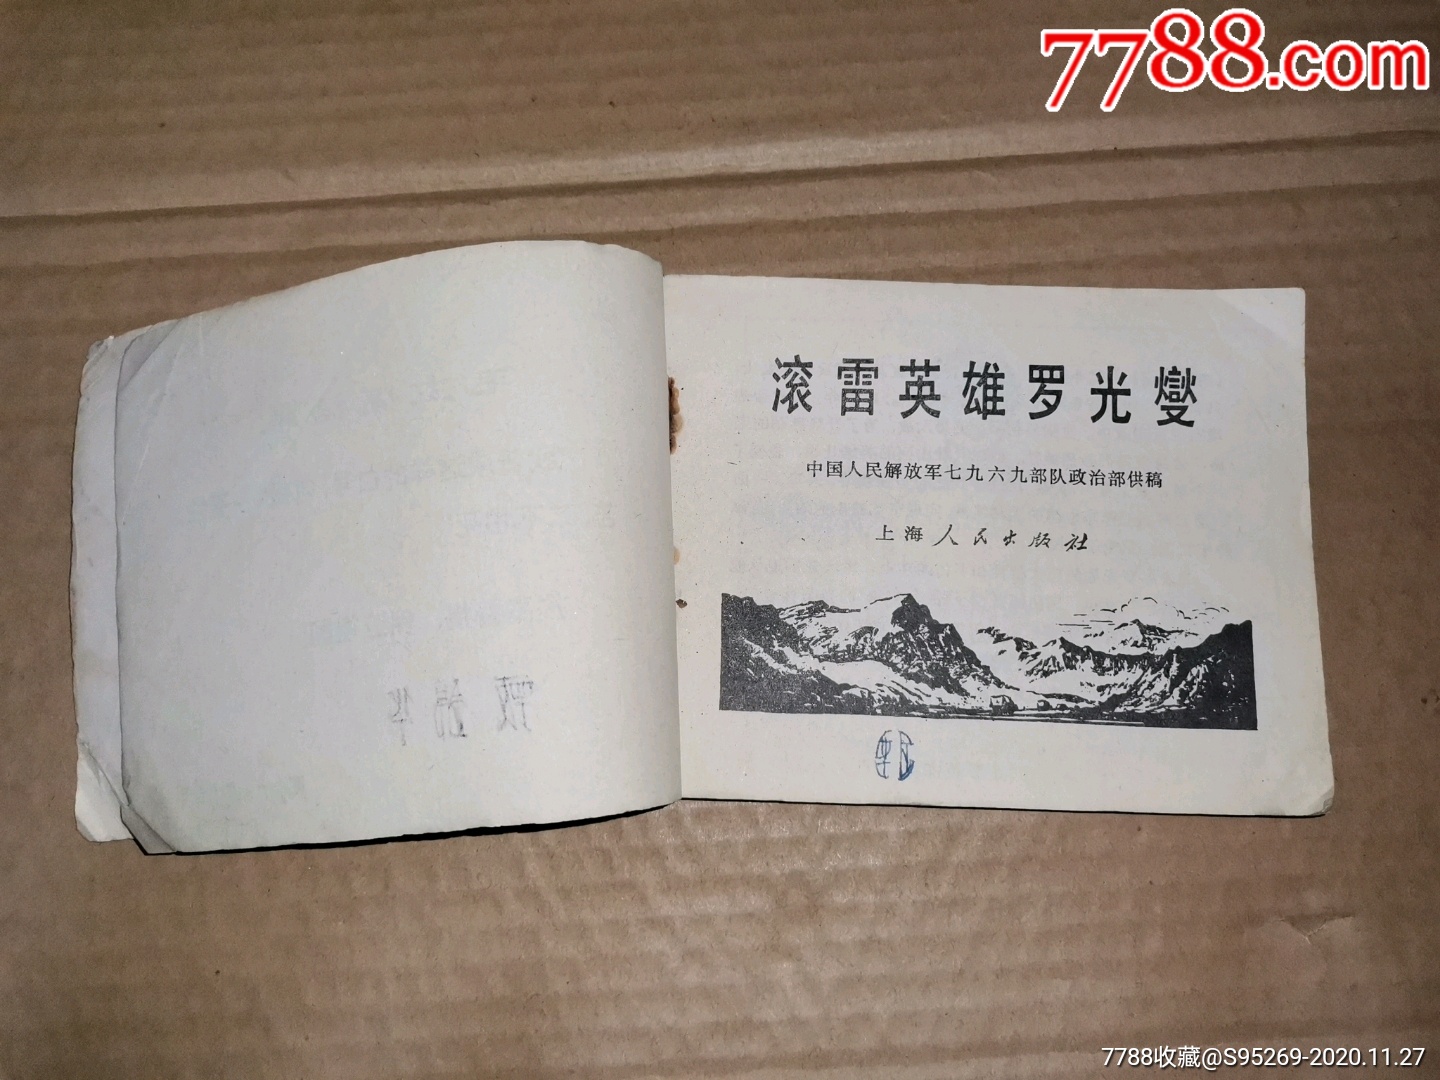 7788.com
滚雷英雄罗光燮
中国人民解放军七九六九部队政治部供稿
上海人民出版社
7788收藏@S95269-2020.11.27